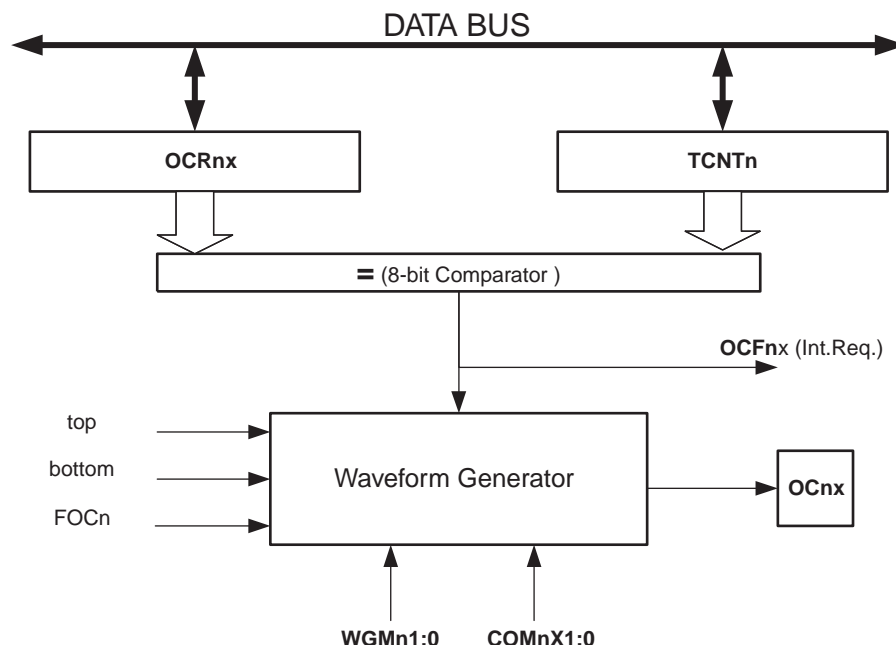 DATA BUS
OCRnx
TCNTn
= (8-bit Comparator )
OCFnx (Int.Req.)
top
bottom
FOCn
Waveform Generator
OCnx
WGMn1:0
COMnX1:0